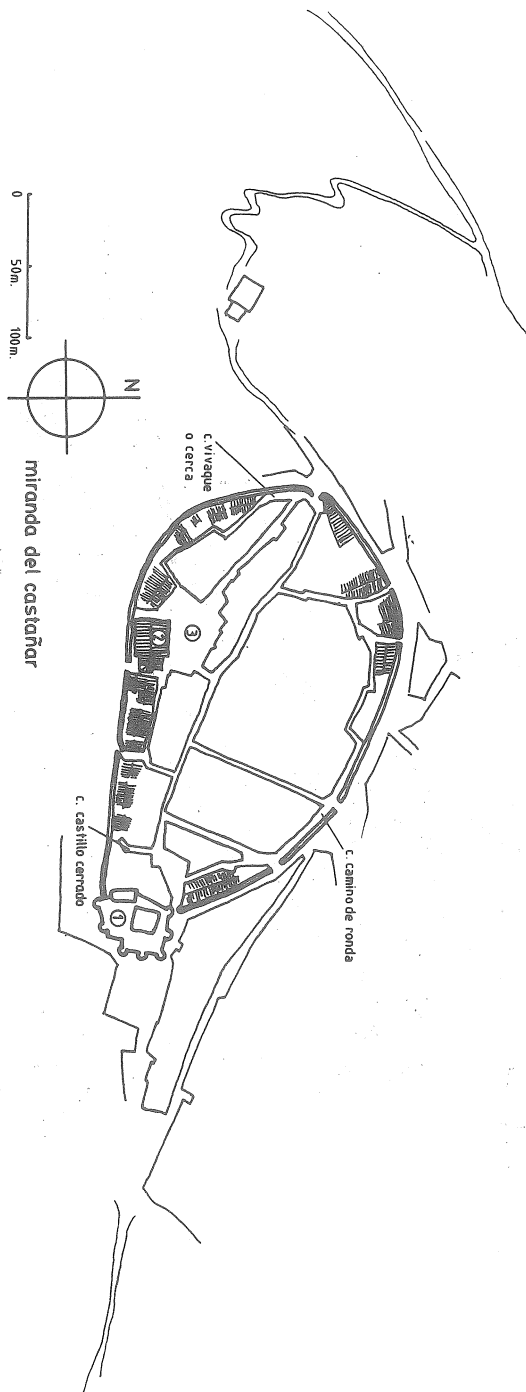 0 50m. 100m.
N
miranda del castañar
c. vivaque
o cerca
c. castillo cerrado
c. camino de ronda
1
2
3